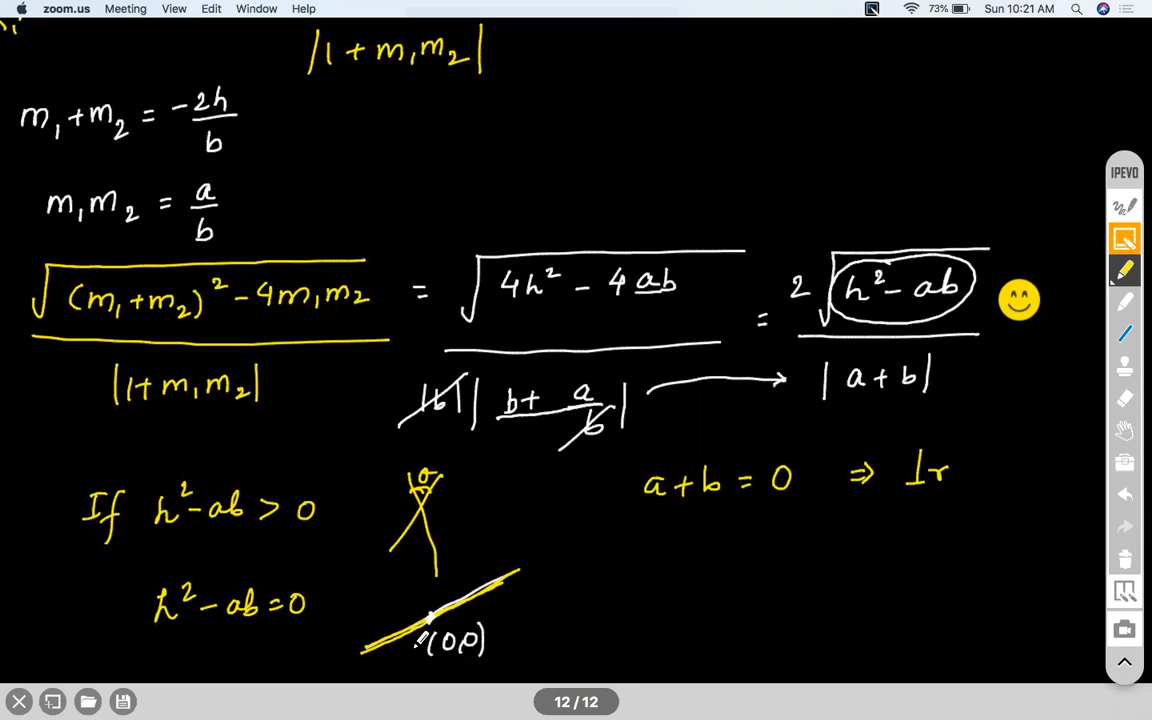 zoom.us Meeting View Edit Window Help 73% Sun 10:21 AM
|1 + m₁m₂|
m₁+m₂ = -2h/b
m₁m₂ = a/b
√((m₁+m₂)² - 4m₁m₂) / |1+m₁m₂| = √(4h² - 4ab) / |b||(b+a)/b| = 2√(h² - ab) / |a+b|
If h²-ab > 0
θ
a+b = 0 ⇒ ⊥r
h²-ab=0
(0,0)
IPEVO
12/12